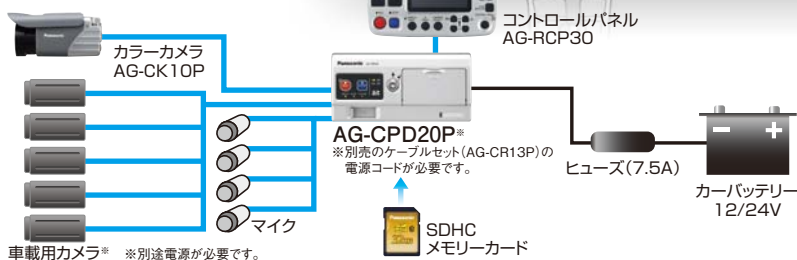 コントロールパネル
AG-RCP30
Panasonic
カラーカメラ
AG-CK10P
Panasonic
AG-CPD20P※
※別売のケーブルセット(AG-CR13P)の
電源コードが必要です。
ヒューズ(7.5A)
カーバッテリー
12/24V
マイク
Panasonic
SDHC
メモリーカード
車載用カメラ※ ※別途電源が必要です。